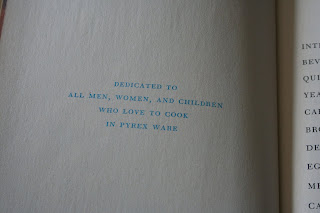 DEDICATED TO
ALL MEN, WOMEN, AND CHILDREN
WHO LOVE TO COOK
IN PYREX WARE